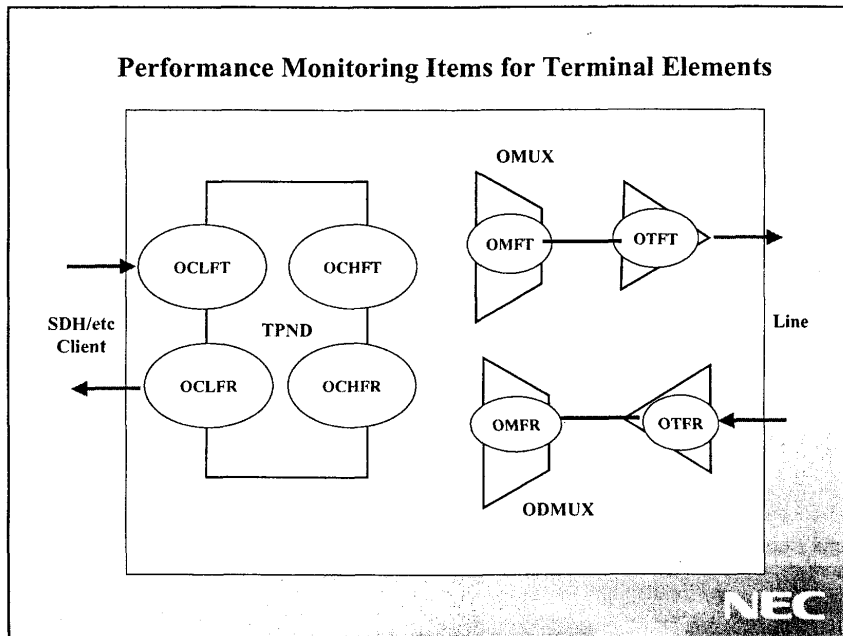 Performance Monitoring Items for Terminal Elements
OMUX
OCLFT
OCHFT
OMFT
OTFT
SDH/etc
Client
TPND
Line
OCLFR
OCHFR
OMFR
OTFR
ODMUX
NEC